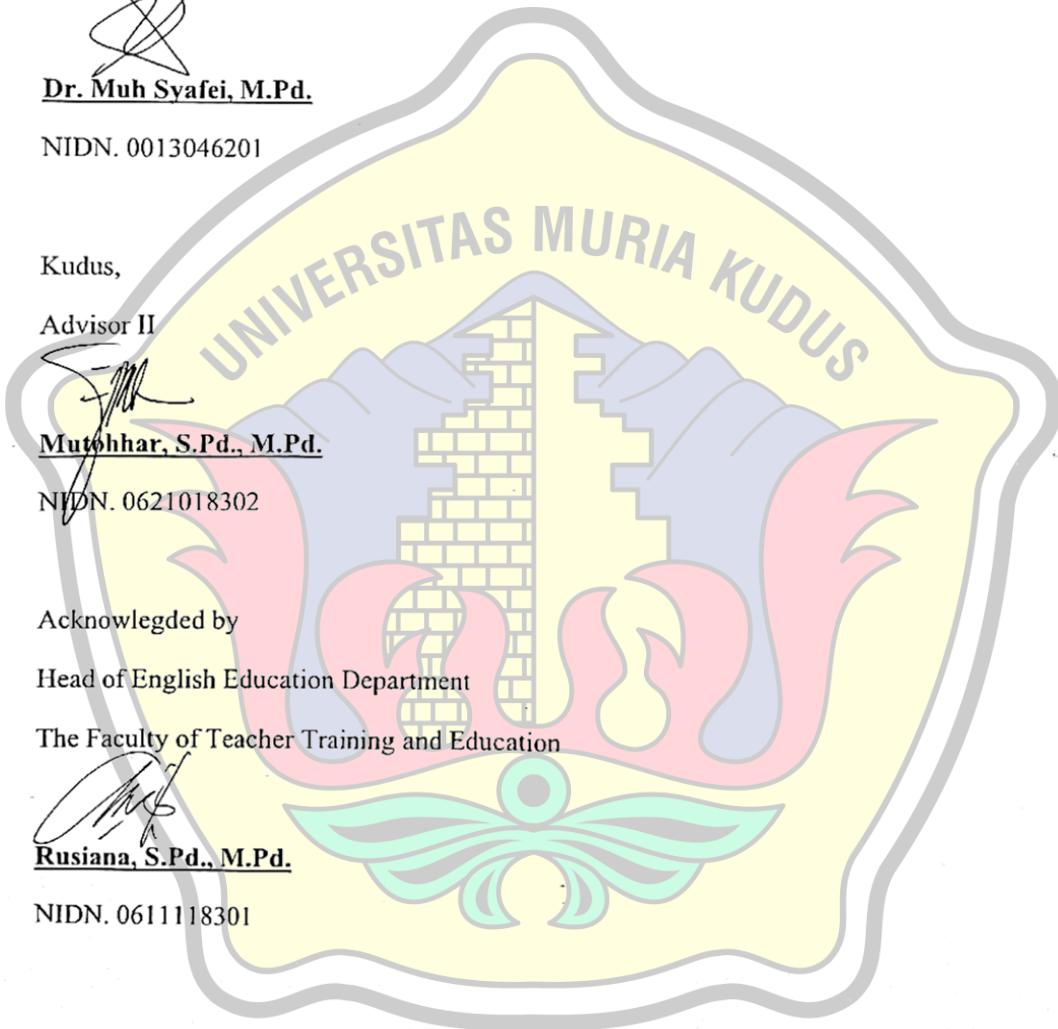 Dr. Muh Syafei, M.Pd.
NIDN. 0013046201
UNIVERSITAS MURIA KUDUS
Kudus,
Advisor II
Mutohhar, S.Pd., M.Pd.
NIDN. 0621018302
Acknowlegded by
Head of English Education Department
The Faculty of Teacher Training and Education
Rusiana, S.Pd., M.Pd.
NIDN. 0611118301